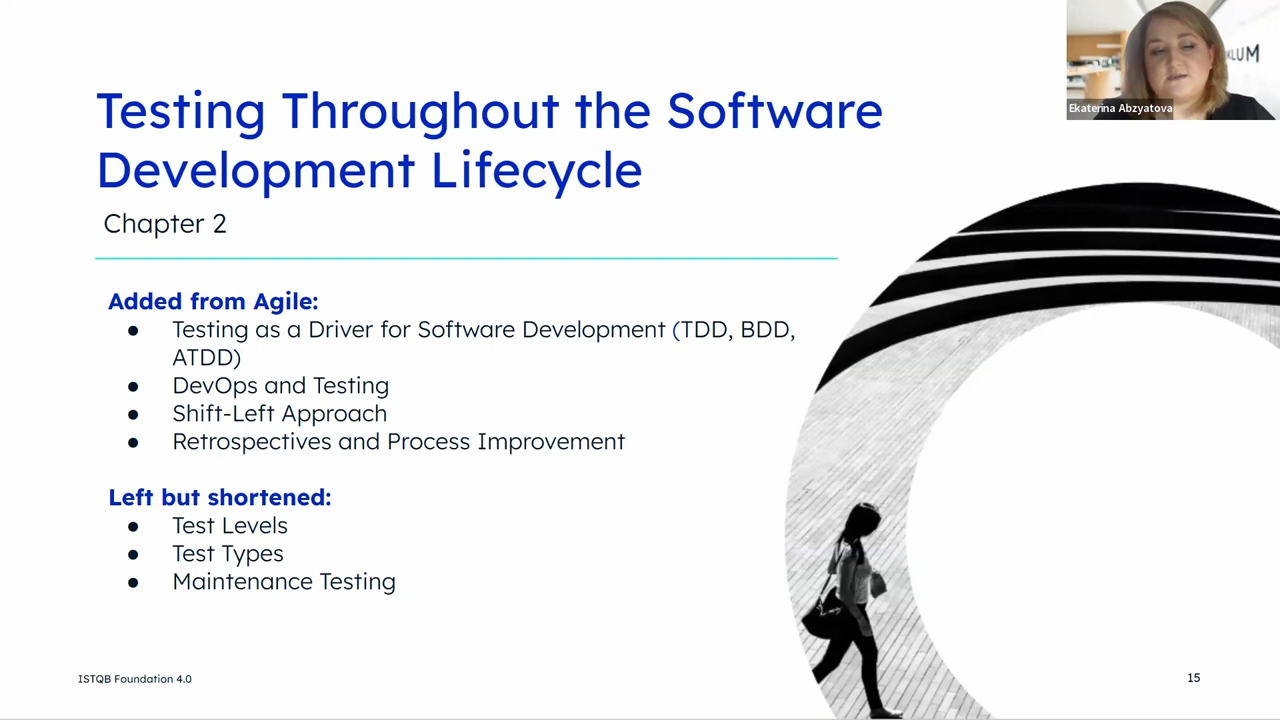 Testing Throughout the Software
Development Lifecycle
Chapter 2
Added from Agile:
● Testing as a Driver for Software Development (TDD, BDD,
ATDD)
● DevOps and Testing
● Shift-Left Approach
● Retrospectives and Process Improvement
Left but shortened:
● Test Levels
● Test Types
● Maintenance Testing
ISTQB Foundation 4.0
15
Ekaterina Abzyatova
LUM